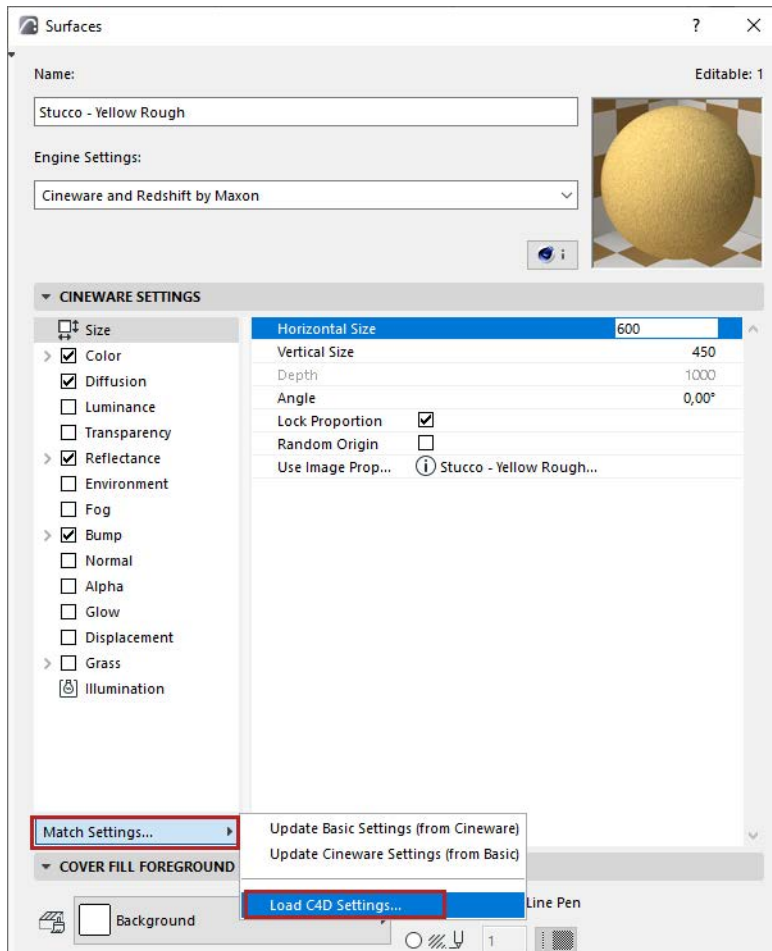 Surfaces ?
Name: Editable: 1
Stucco - Yellow Rough
Engine Settings:
Cineware and Redshift by Maxon
i
CINEWARE SETTINGS
Size
Color
Diffusion
Luminance
Transparency
Reflectance
Environment
Fog
Bump
Normal
Alpha
Glow
Displacement
Grass
Illumination
Horizontal Size 600
Vertical Size 450
Depth 1000
Angle 0,00°
Lock Proportion
Random Origin
Use Image Prop... i Stucco - Yellow Rough...
Match Settings...
Update Basic Settings (from Cineware)
Update Cineware Settings (from Basic)
Load C4D Settings...
COVER FILL FOREGROUND
Line Pen
Background
1